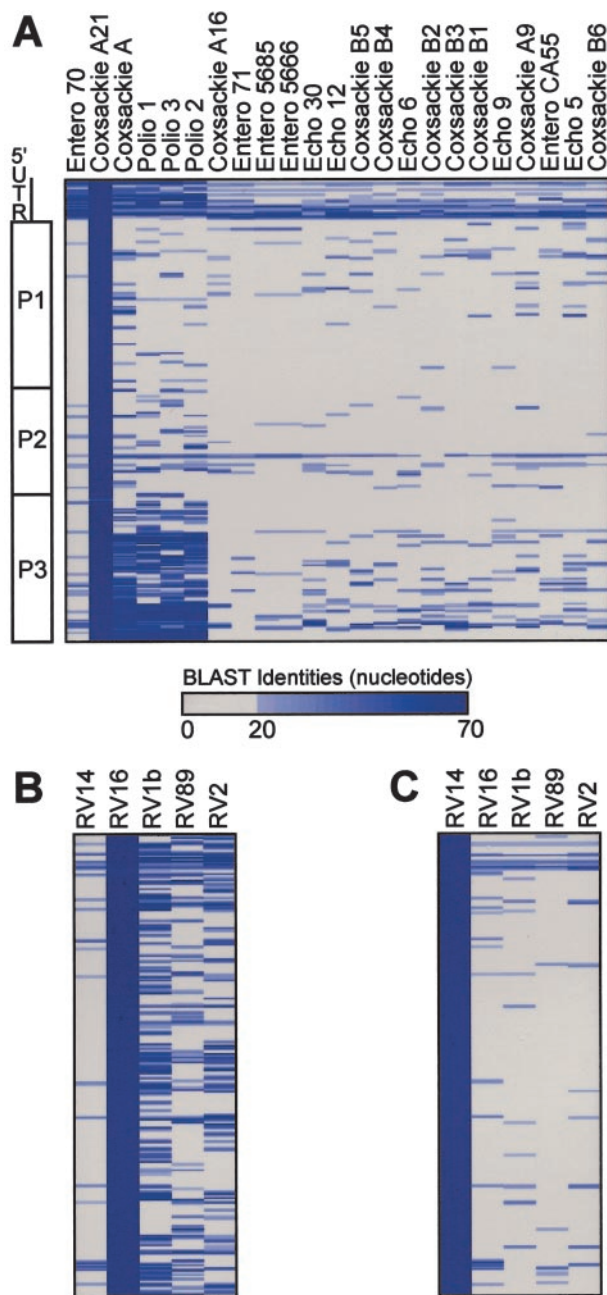 A
Entero 70
Coxsackie A21
Coxsackie A
Polio 1
Polio 3
Polio 2
Coxsackie A16
Entero 71
Entero 5685
Entero 5666
Echo 30
Echo 12
Coxsackie B5
Coxsackie B4
Echo 6
Coxsackie B2
Coxsackie B3
Coxsackie B1
Echo 9
Coxsackie A9
Entero CA55
Echo 5
Coxsackie B6
5'
U
T
R
P1
P2
P3
BLAST Identities (nucleotides)
0 20 70
B
RV14
RV16
RV1b
RV89
RV2
C
RV14
RV16
RV1b
RV89
RV2